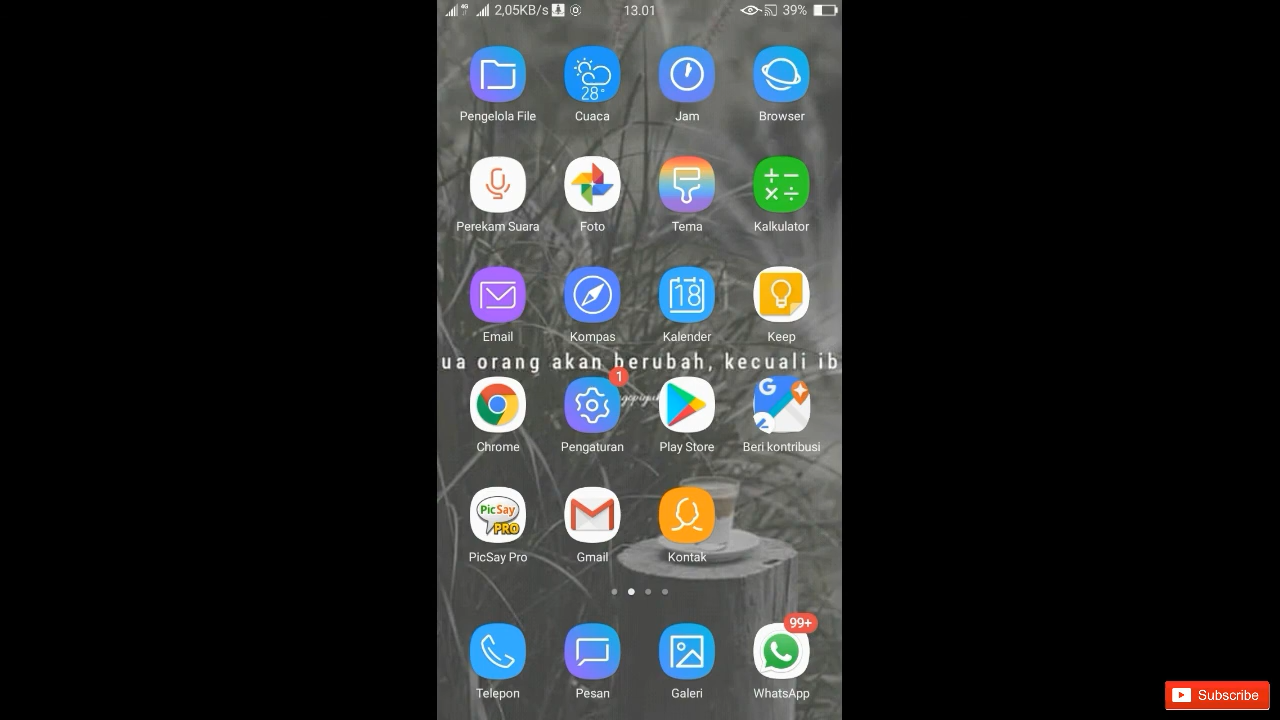 4G 2,05KB/s 13.01 39%
28°
Pengelola File Cuaca Jam Browser
Perekam Suara Foto Tema Kalkulator
18
Email Kompas Kalender Keep
ua orang akan berubah, kecuali ib
1
G
Chrome Pengaturan Play Store Beri kontribusi
PicSay
PRO
PicSay Pro Gmail Kontak
99+
Telepon Pesan Galeri WhatsApp
Subscribe